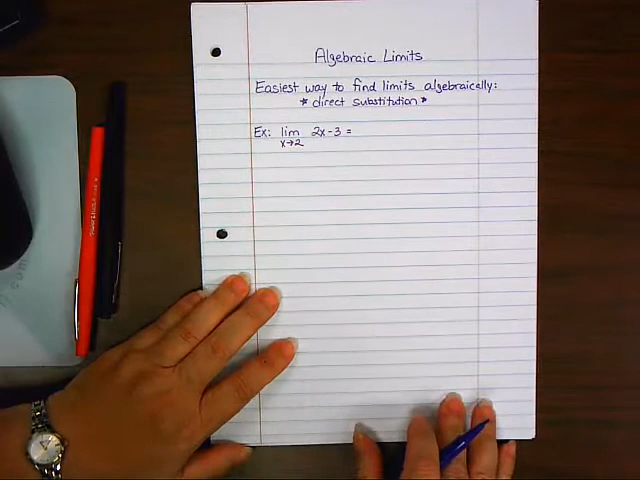 Algebraic Limits
Easiest way to find limits algebraically:
* direct substitution *
Ex: lim 2x-3 =
x→2